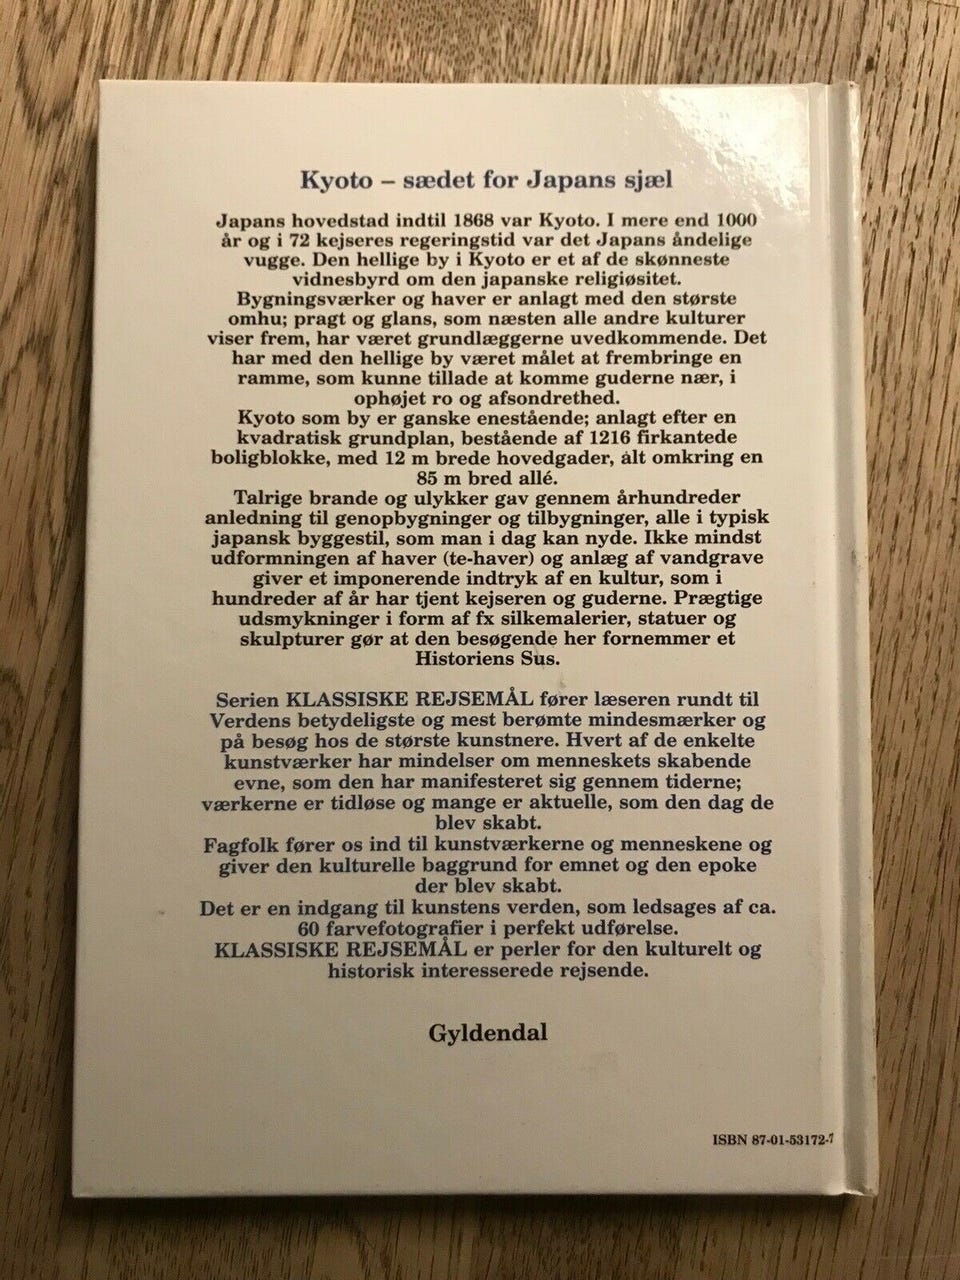 Kyoto – sædet for Japans sjæl
Japans hovedstad indtil 1868 var Kyoto. I mere end 1000
år og i 72 kejseres regeringstid var det Japans åndelige
vugge. Den hellige by i Kyoto er et af de skønneste
vidnesbyrd om den japanske religiøsitet.
Bygningsværker og haver er anlagt med den største
omhu; pragt og glans, som næsten alle andre kulturer
viser frem, har været grundlæggerne uvedkommende. Det
har med den hellige by været målet at frembringe en
ramme, som kunne tillade at komme guderne nær, i
ophøjet ro og afsondrethed.
Kyoto som by er ganske enestående; anlagt efter en
kvadratisk grundplan, bestående af 1216 firkantede
boligblokke, med 12 m brede hovedgader, alt omkring en
85 m bred allé.
Talrige brande og ulykker gav gennem århundreder
anledning til genopbygninger og tilbygninger, alle i typisk
japansk byggestil, som man i dag kan nyde. Ikke mindst
udformningen af haver (te-haver) og anlæg af vandgrave
giver et imponerende indtryk af en kultur, som i
hundreder af år har tjent kejseren og guderne. Prægtige
udsmykninger i form af fx silkemalerier, statuer og
skulpturer gør at den besøgende her fornemmer et
Historiens Sus.
Serien KLASSISKE REJSEMÅL fører læseren rundt til
Verdens betydeligste og mest berømte mindesmærker og
på besøg hos de største kunstnere. Hvert af de enkelte
kunstværker har mindelser om menneskets skabende
evne, som den har manifesteret sig gennem tiderne;
værkerne er tidløse og mange er aktuelle, som den dag de
blev skabt.
Fagfolk fører os ind til kunstværkerne og menneskene og
giver den kulturelle baggrund for emnet og den epoke
der blev skabt.
Det er en indgang til kunstens verden, som ledsages af ca.
60 farvefotografier i perfekt udførelse.
KLASSISKE REJSEMÅL er perler for den kulturelt og
historisk interesserede rejsende.
Gyldendal
ISBN 87-01-53172-7